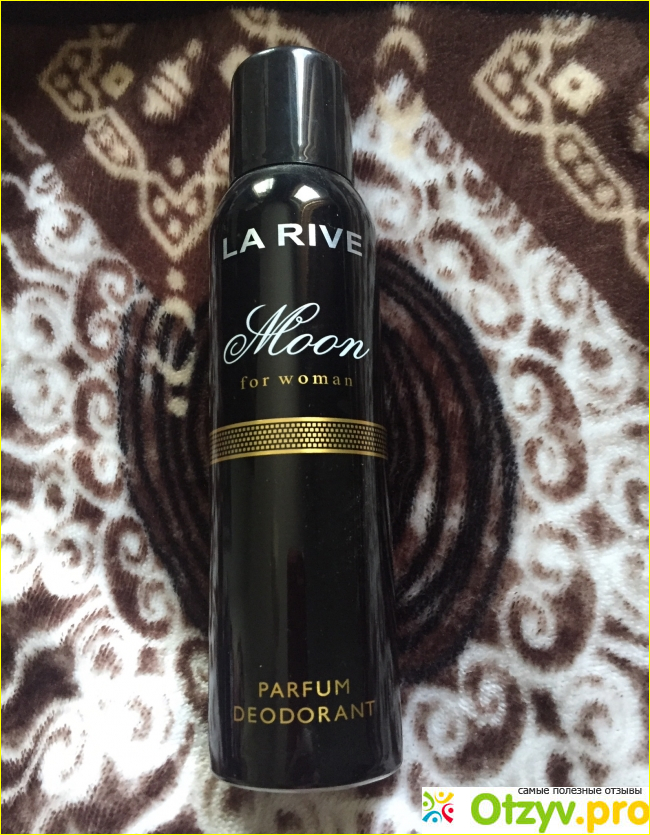 LA RIVE
Moon
for woman
PARFUM
DEODORANT
самые полезные отзывы
Otzyv.pro